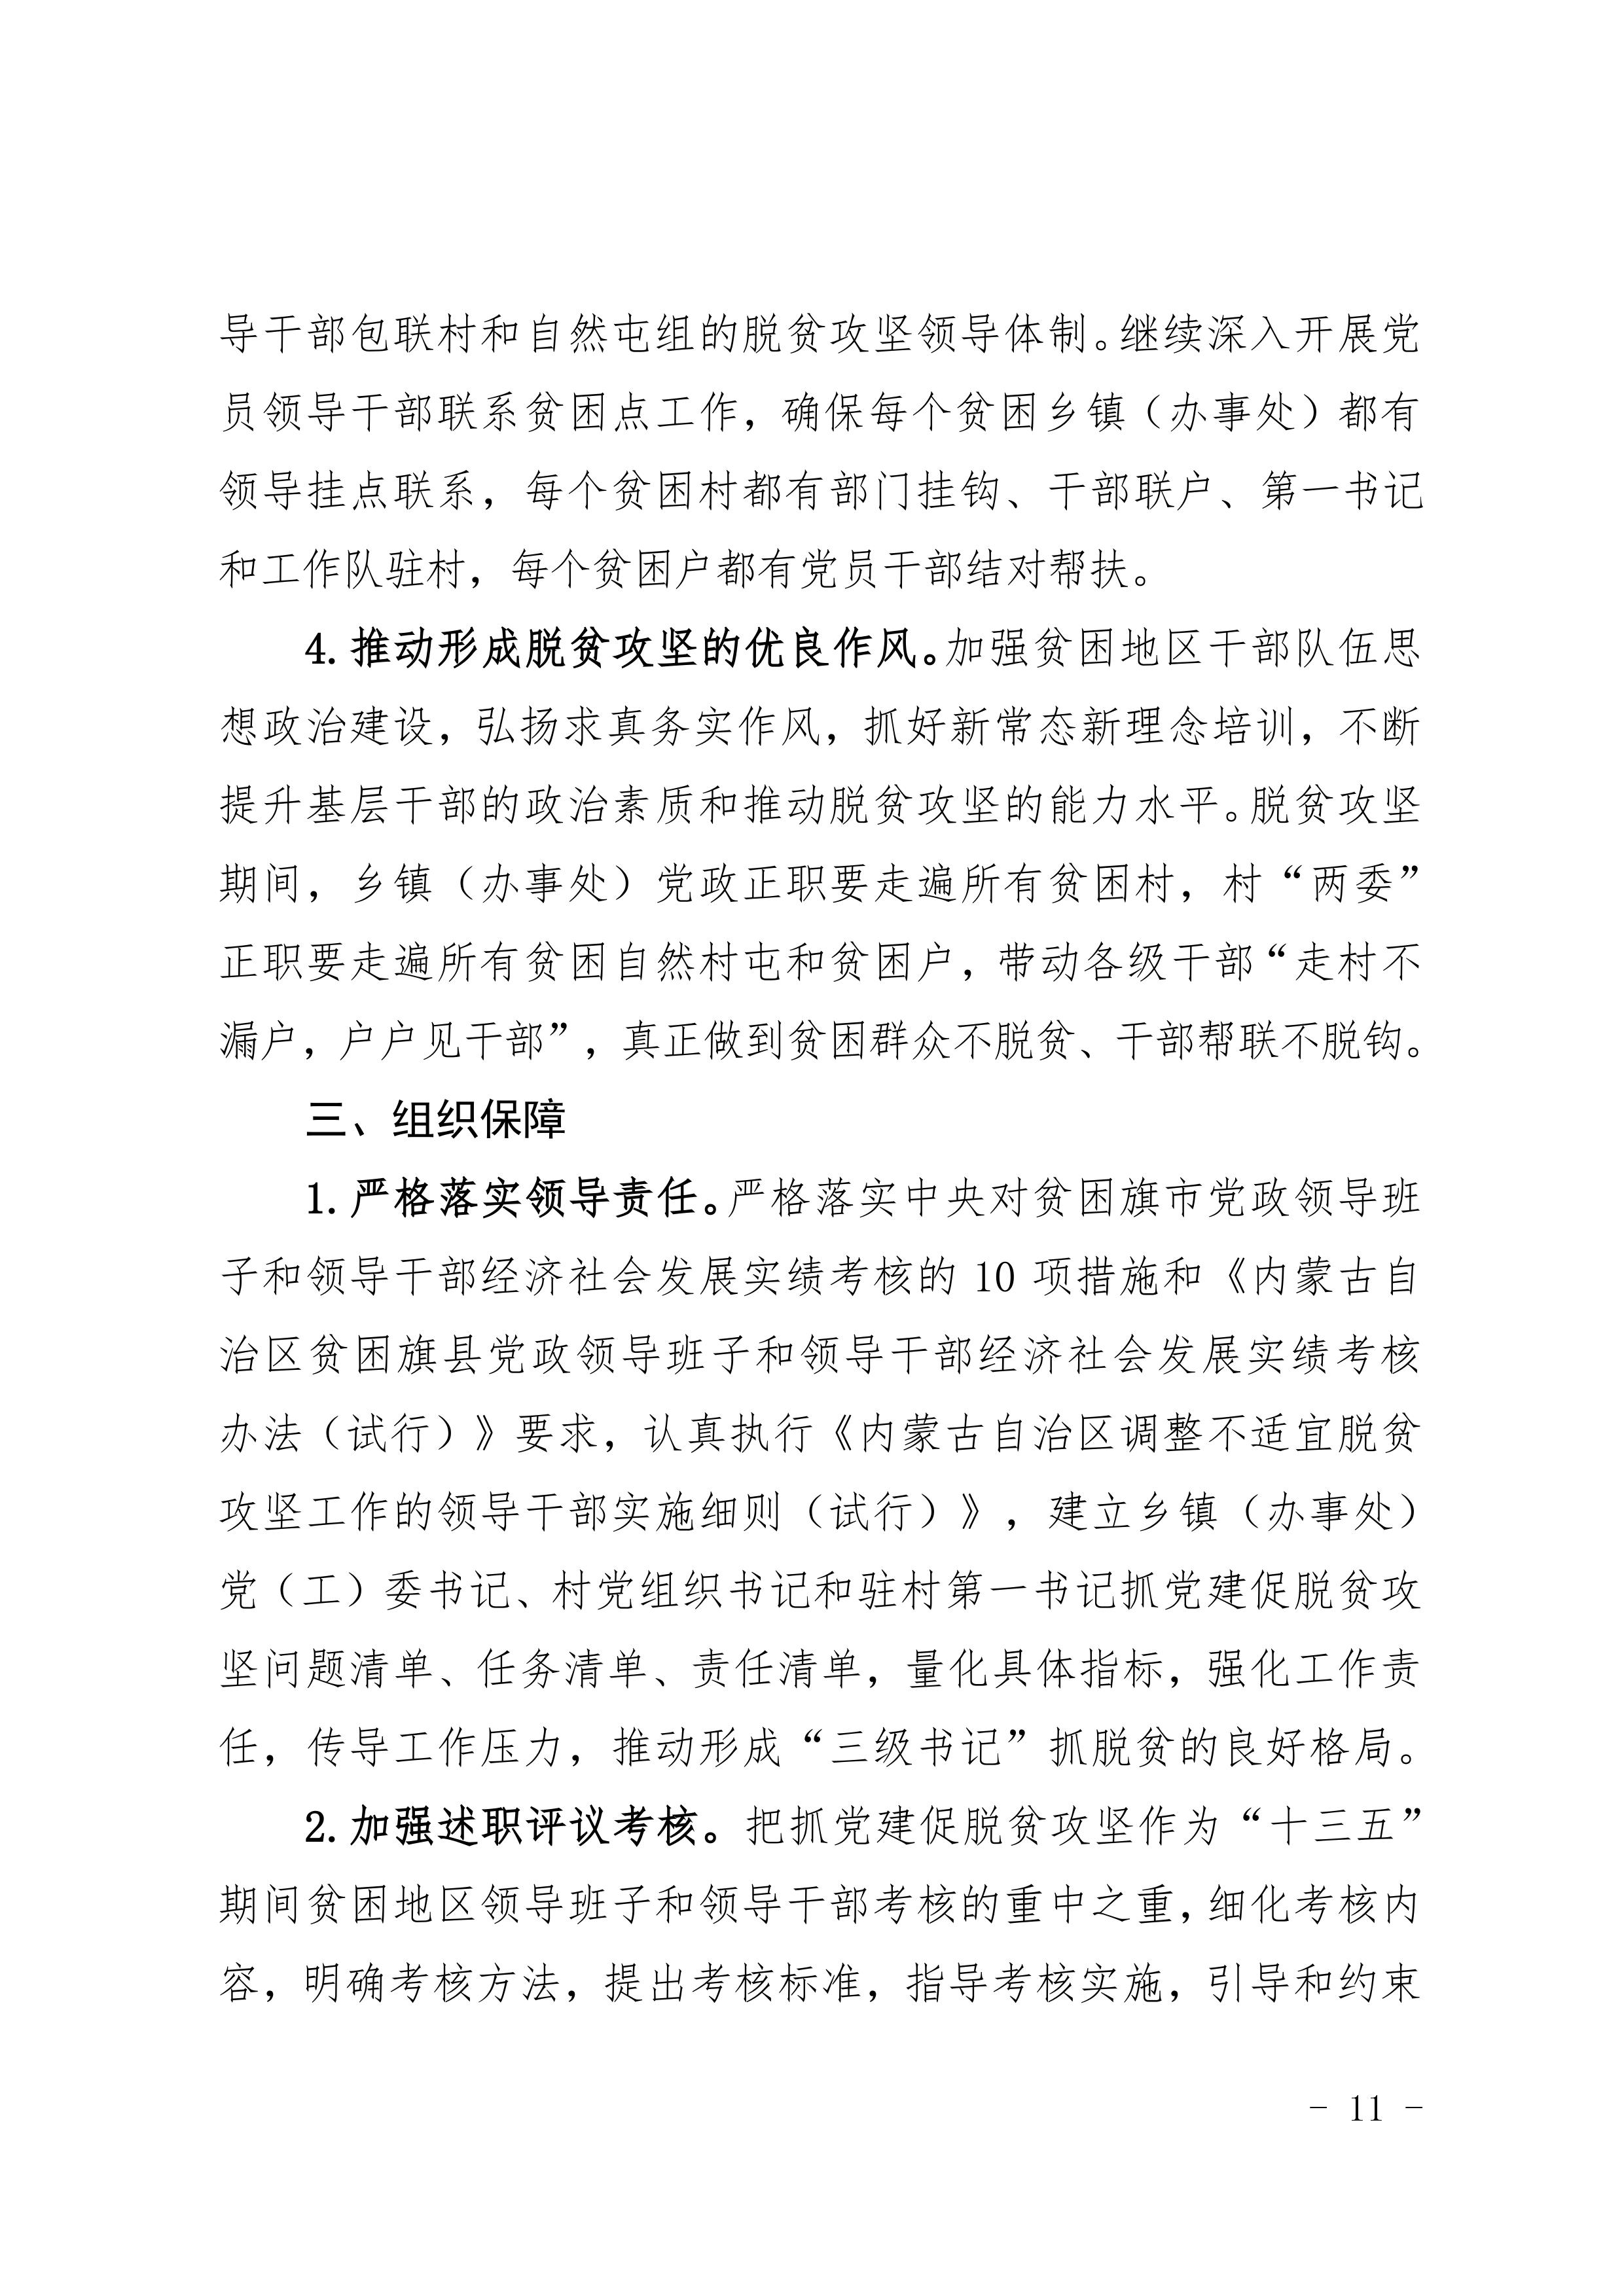 导干部包联村和自然屯组的脱贫攻坚领导体制。继续深入开展党
员领导干部联系贫困点工作，确保每个贫困乡镇（办事处）都有
领导挂点联系，每个贫困村都有部门挂钩、干部联户、第一书记
和工作队驻村，每个贫困户都有党员干部结对帮扶。
4.推动形成脱贫攻坚的优良作风。加强贫困地区干部队伍思
想政治建设，弘扬求真务实作风，抓好新常态新理念培训，不断
提升基层干部的政治素质和推动脱贫攻坚的能力水平。脱贫攻坚
期间，乡镇（办事处）党政正职要走遍所有贫困村，村“两委”
正职要走遍所有贫困自然村屯和贫困户，带动各级干部“走村不
漏户，户户见干部”，真正做到贫困群众不脱贫、干部帮联不脱钩。
三、组织保障
1.严格落实领导责任。严格落实中央对贫困旗市党政领导班
子和领导干部经济社会发展实绩考核的 10 项措施和《内蒙古自
治区贫困旗县党政领导班子和领导干部经济社会发展实绩考核
办法（试行）》要求，认真执行《内蒙古自治区调整不适宜脱贫
攻坚工作的领导干部实施细则（试行）》，建立乡镇（办事处）
党（工）委书记、村党组织书记和驻村第一书记抓党建促脱贫攻
坚问题清单、任务清单、责任清单，量化具体指标，强化工作责
任，传导工作压力，推动形成“三级书记”抓脱贫的良好格局。
2.加强述职评议考核。把抓党建促脱贫攻坚作为“十三五”
期间贫困地区领导班子和领导干部考核的重中之重，细化考核内
容，明确考核方法，提出考核标准，指导考核实施，引导和约束
- 11 -